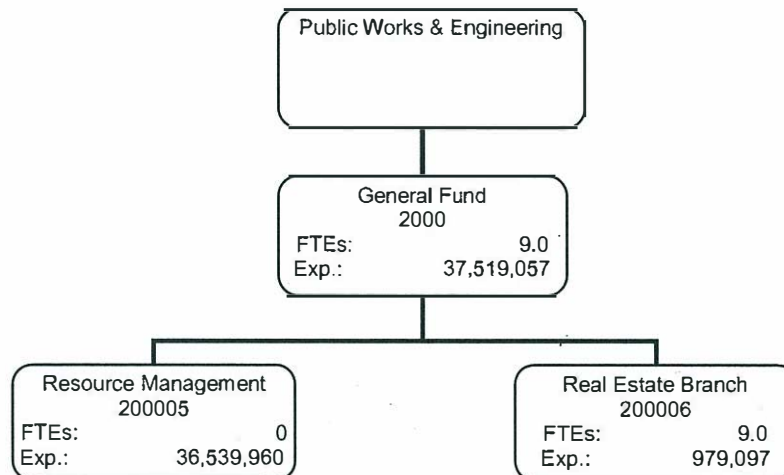 Public Works & Engineering
General Fund
2000
FTEs: 9.0
Exp.: 37,519,057
Resource Management
200005
FTEs: 0
Exp.: 36,539,960
Real Estate Branch
200006
FTEs: 9.0
Exp.: 979,097